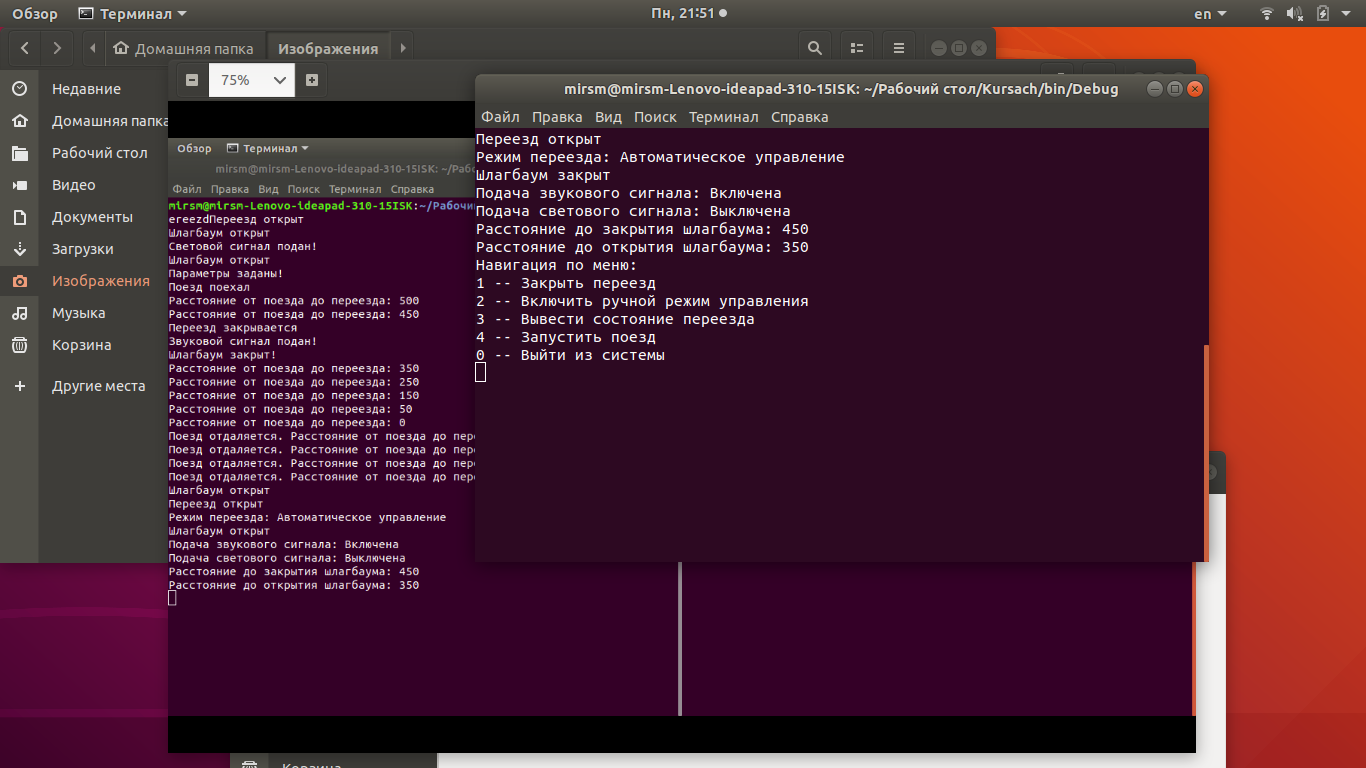 Обзор Терминал Пн, 21:51 en
Домашняя папка Изображения
Недавние
Домашняя папка
Рабочий стол
Видео
Документы
Загрузки
Изображения
Музыка
Корзина
Другие места
75%
Обзор Терминал
mirsm@mirsm-Lenovo-ideapad-310-15ISK: ~/Рабо
Файл Правка Вид Поиск Терминал Справка
mirsm@mirsm-Lenovo-ideapad-310-15ISK:~/Рабочи
ereezdПереезд открыт
Шлагбаум открыт
Световой сигнал подан!
Шлагбаум открыт
Параметры заданы!
Поезд поехал
Расстояние от поезда до переезда: 500
Расстояние от поезда до переезда: 450
Переезд закрывается
Звуковой сигнал подан!
Шлагбаум закрыт!
Расстояние от поезда до переезда: 350
Расстояние от поезда до переезда: 250
Расстояние от поезда до переезда: 150
Расстояние от поезда до переезда: 50
Расстояние от поезда до переезда: 0
Поезд отдаляется. Расстояние от поезда до пере
Поезд отдаляется. Расстояние от поезда до пере
Поезд отдаляется. Расстояние от поезда до пере
Поезд отдаляется. Расстояние от поезда до пере
Шлагбаум открыт
Переезд открыт
Режим переезда: Автоматическое управление
Шлагбаум открыт
Подача звукового сигнала: Включена
Подача светового сигнала: Выключена
Расстояние до закрытия шлагбаума: 450
Расстояние до открытия шлагбаума: 350
mirsm@mirsm-Lenovo-ideapad-310-15ISK: ~/Рабочий стол/Kursach/bin/Debug
Файл Правка Вид Поиск Терминал Справка
Переезд открыт
Режим переезда: Автоматическое управление
Шлагбаум закрыт
Подача звукового сигнала: Включена
Подача светового сигнала: Выключена
Расстояние до закрытия шлагбаума: 450
Расстояние до открытия шлагбаума: 350
Навигация по меню:
1 -- Закрыть переезд
2 -- Включить ручной режим управления
3 -- Вывести состояние переезда
4 -- Запустить поезд
0 -- Выйти из системы
Корзина